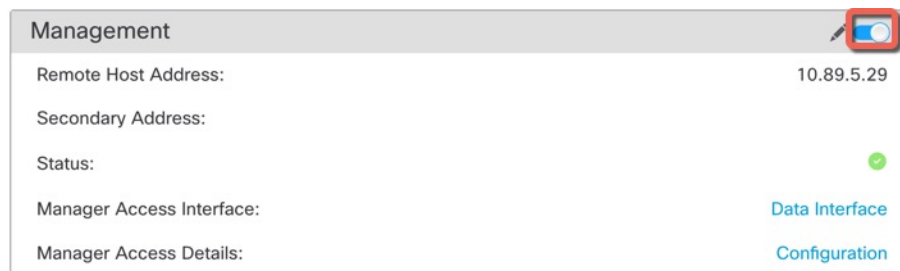 Management
Remote Host Address: 10.89.5.29
Secondary Address:
Status:
Manager Access Interface: Data Interface
Manager Access Details: Configuration